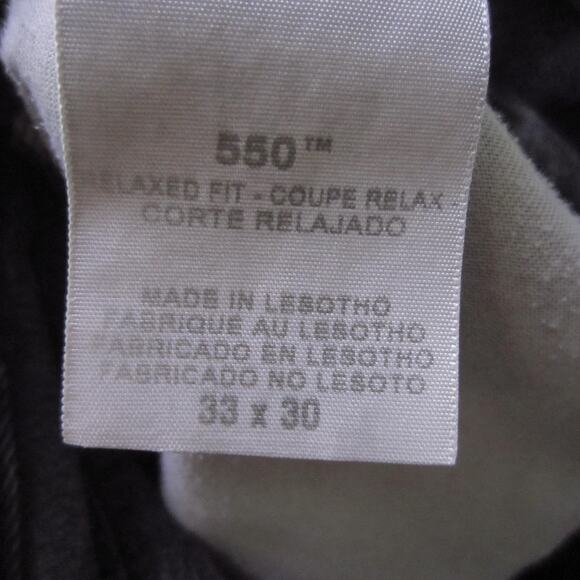 550™
RELAXED FIT - COUPE RELAX -
CORTE RELAJADO
MADE IN LESOTHO
FABRIQUÉ AU LESOTHO
FABRICADO EN LESOTHO
FABRICADO NO LESOTO
33 x 30